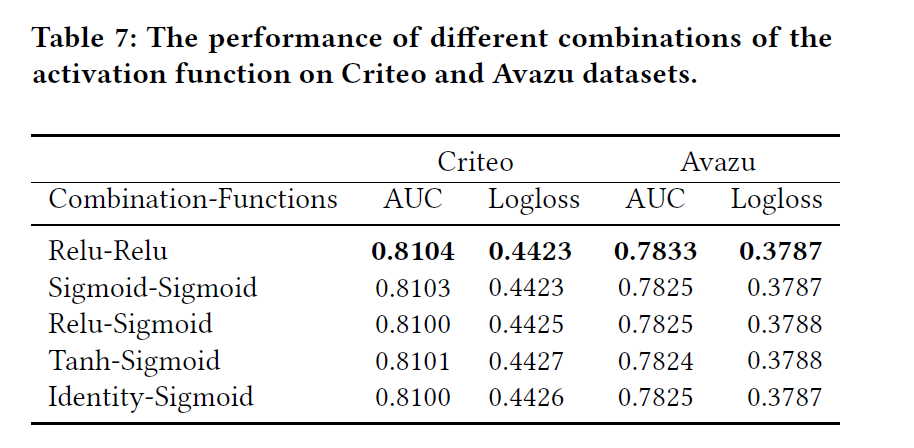 Table 7: The performance of different combinations of the
activation function on Criteo and Avazu datasets.
Criteo Avazu
Combination-Functions AUC Logloss AUC Logloss
Relu-Relu 0.8104 0.4423 0.7833 0.3787
Sigmoid-Sigmoid 0.8103 0.4423 0.7825 0.3787
Relu-Sigmoid 0.8100 0.4425 0.7825 0.3788
Tanh-Sigmoid 0.8101 0.4427 0.7824 0.3788
Identity-Sigmoid 0.8100 0.4426 0.7825 0.3787